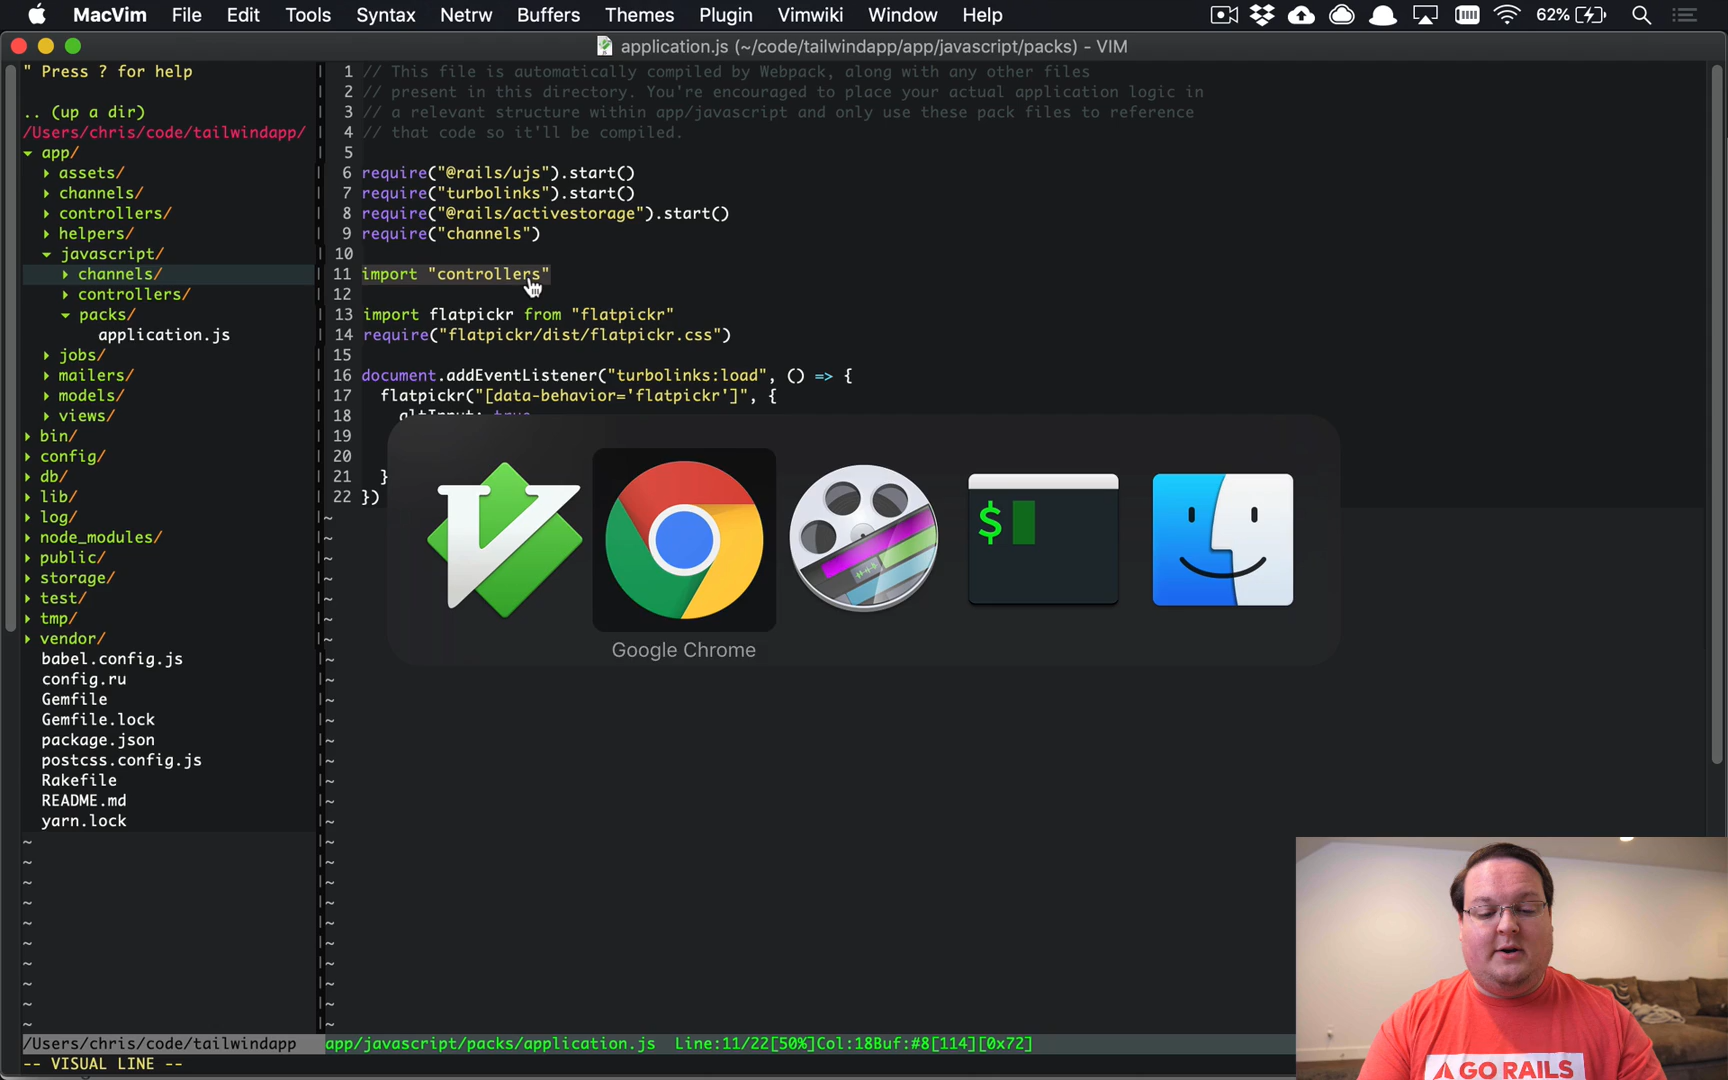 MacVim File Edit Tools Syntax Netrw Buffers Themes Plugin Vimwiki Window Help 62%
application.js (~/code/tailwindapp/app/javascript/packs) - VIM
" Press ? for help
.. (up a dir)
/Users/chris/code/tailwindapp/
app/
assets/
channels/
controllers/
helpers/
javascript/
channels/
controllers/
packs/
application.js
jobs/
mailers/
models/
views/
bin/
config/
db/
lib/
log/
node_modules/
public/
storage/
test/
tmp/
vendor/
babel.config.js
config.ru
Gemfile
Gemfile.lock
package.json
postcss.config.js
Rakefile
README.md
yarn.lock
1 // This file is automatically compiled by Webpack, along with any other files
2 // present in this directory. You're encouraged to place your actual application logic in
3 // a relevant structure within app/javascript and only use these pack files to reference
4 // that code so it'll be compiled.
5
6 require("@rails/ujs").start()
7 require("turbolinks").start()
8 require("@rails/activestorage").start()
9 require("channels")
10
11 import "controllers"
12
13 import flatpickr from "flatpickr"
14 require("flatpickr/dist/flatpickr.css")
15
16 document.addEventListener("turbolinks:load", () => {
17 flatpickr("[data-behavior='flatpickr']", {
18 altInput: true
19
20
21 }
22 })
$
Google Chrome
/Users/chris/code/tailwindapp
app/javascript/packs/application.js Line:11/22[50%]Col:18Buf:#8[114][0x72]
-- VISUAL LINE --
GO RAILS